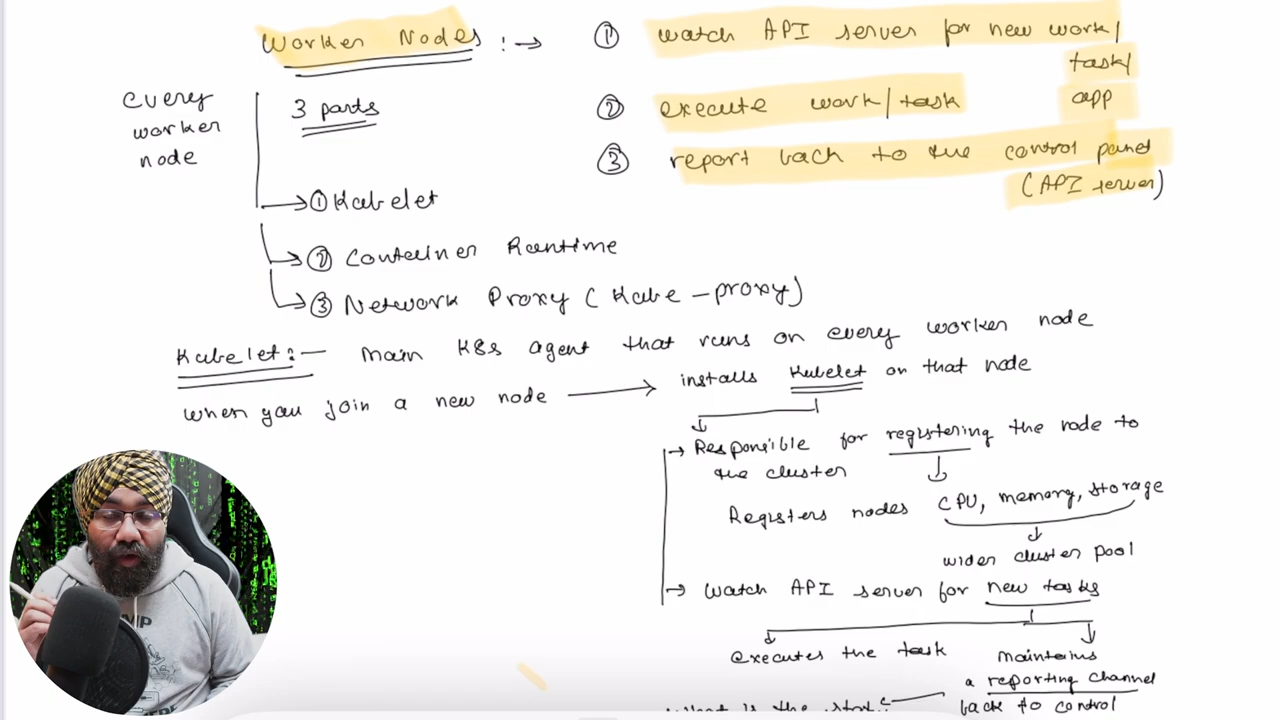 Worker Nodes :→ ① watch API server for new work/
task/
app
② execute work/task
③ report back to the control panel
(API server)
every
worker
node
3 parts
→ ① Kubelet
→ ② Container Runtime
→ ③ Network Proxy (Kube-proxy)
Kubelet:— Main K8s agent that runs on every worker node
when you join a new node → installs Kubelet on that node
→ Responsible for registering the node to
the cluster
Registers nodes CPU, memory, storage
wider cluster pool
→ watch API server for new tasks
executes the task
maintains
a reporting channel
back to control